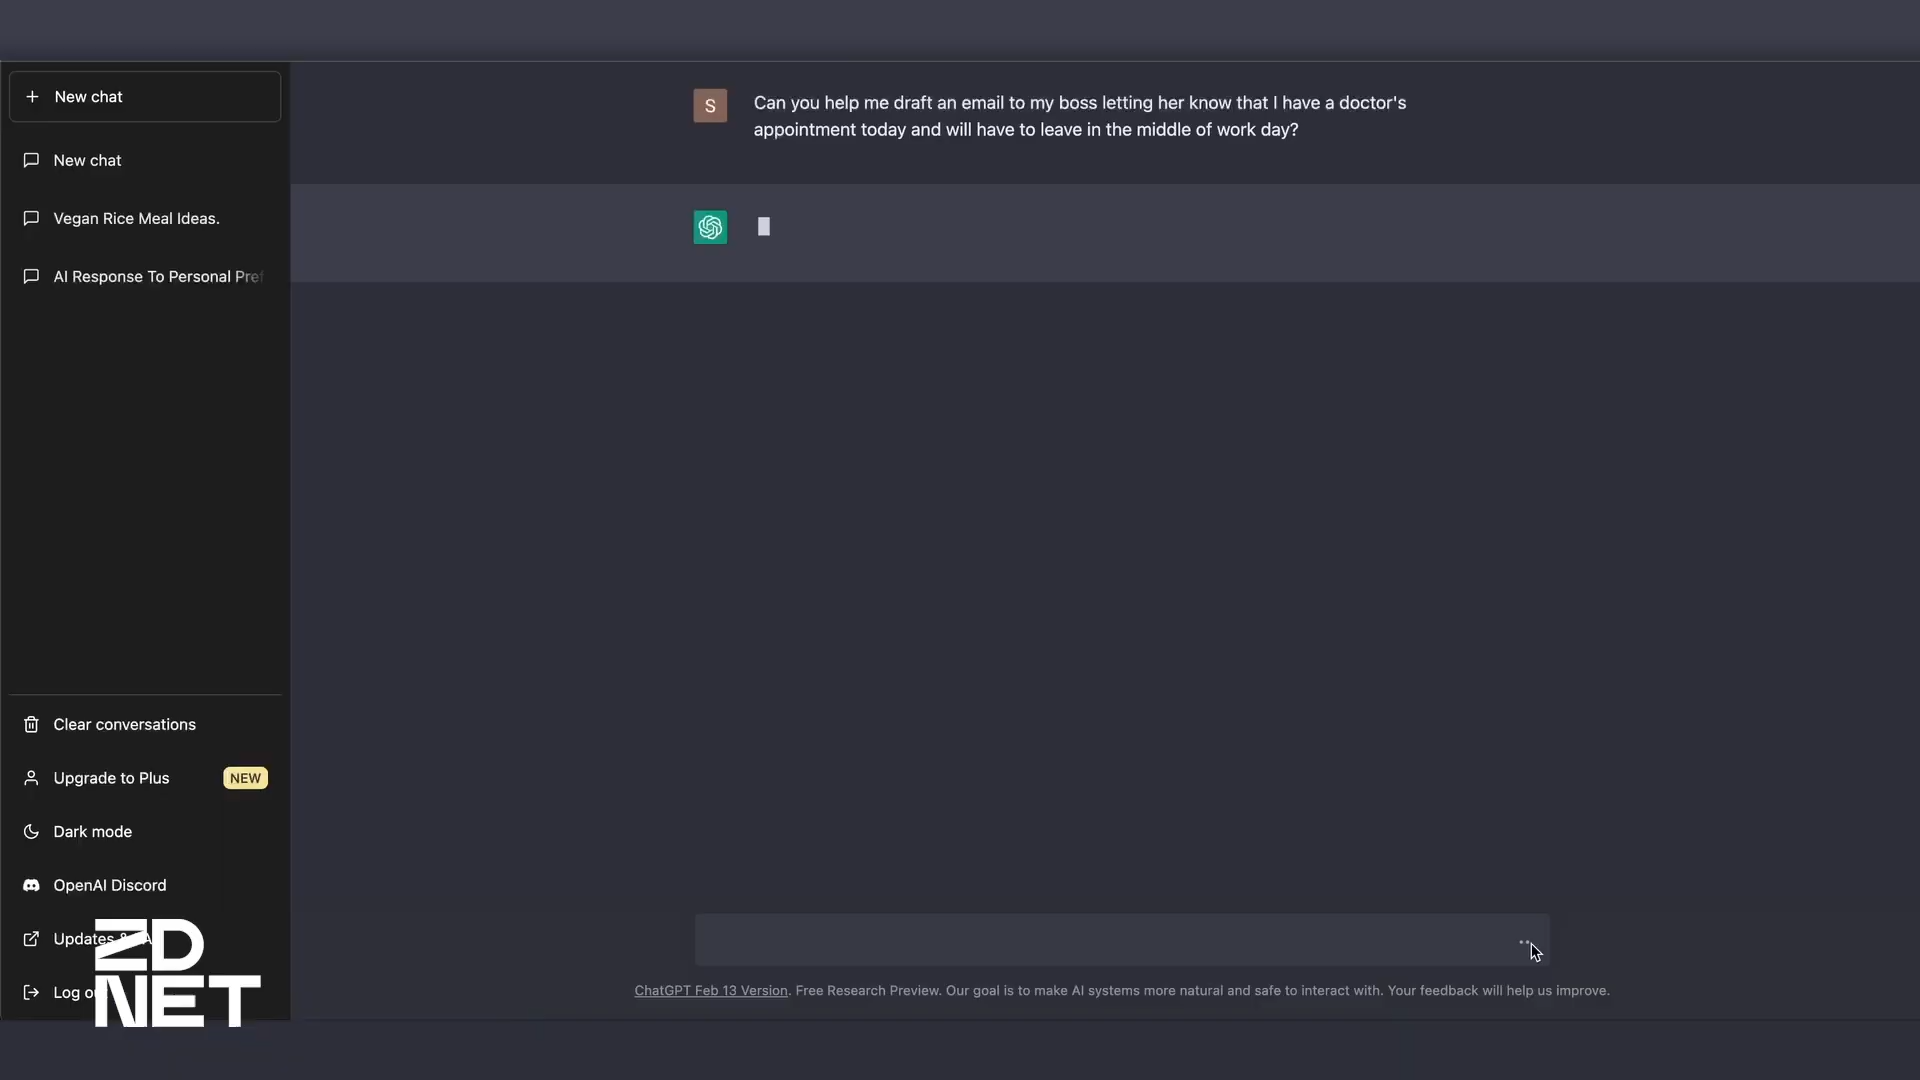 New chat
New chat
Vegan Rice Meal Ideas.
AI Response To Personal Pref
Clear conversations
Upgrade to Plus NEW
Dark mode
OpenAI Discord
Updates &
Log
ZD
NET
S
Can you help me draft an email to my boss letting her know that I have a doctor's
appointment today and will have to leave in the middle of work day?
ChatGPT Feb 13 Version. Free Research Preview. Our goal is to make AI systems more natural and safe to interact with. Your feedback will help us improve.